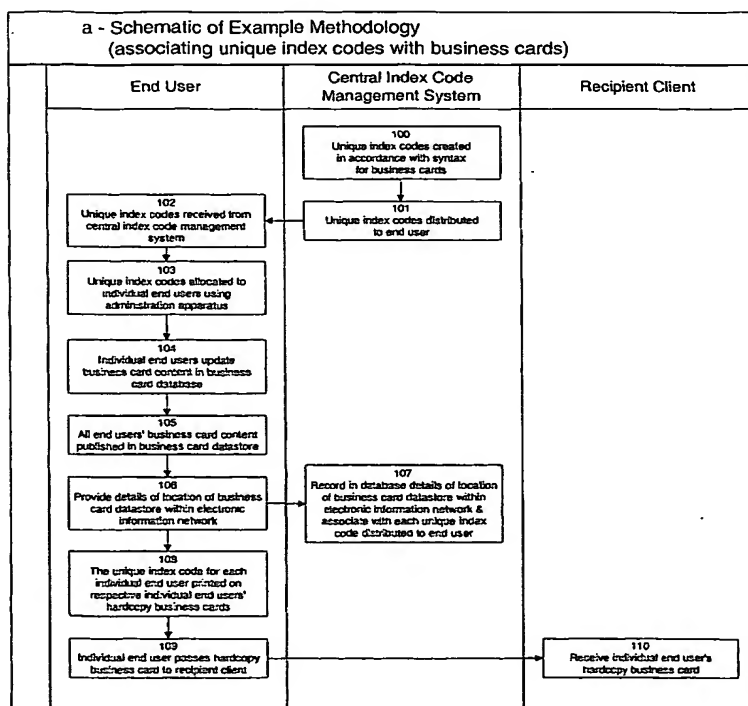 a - Schematic of Example Methodology
(associating unique index codes with business cards)
End User
Central Index Code
Management System
Recipient Client
100
Unique index codes created
in accordance with syntax
for business cards
102
Unique index codes received from
central index code management
system
101
Unique index codes distributed
to end user
103
Unique index codes allocated to
individual end users using
administration apparatus
104
Individual end users update
business card content in business
card database
105
All end users' business card content
published in business card datastore
106
Provide details of location of business
card datastore within electronic
information network
107
Record in database details of location
of business card datastore within
electronic information network &
associate with each unique index
code distributed to end user
108
The unique index code for each
individual end user printed on
respective individual end users'
hardcopy business cards
109
Individual end user passes hardcopy
business card to recipient client
110
Receive individual end user's
hardcopy business card